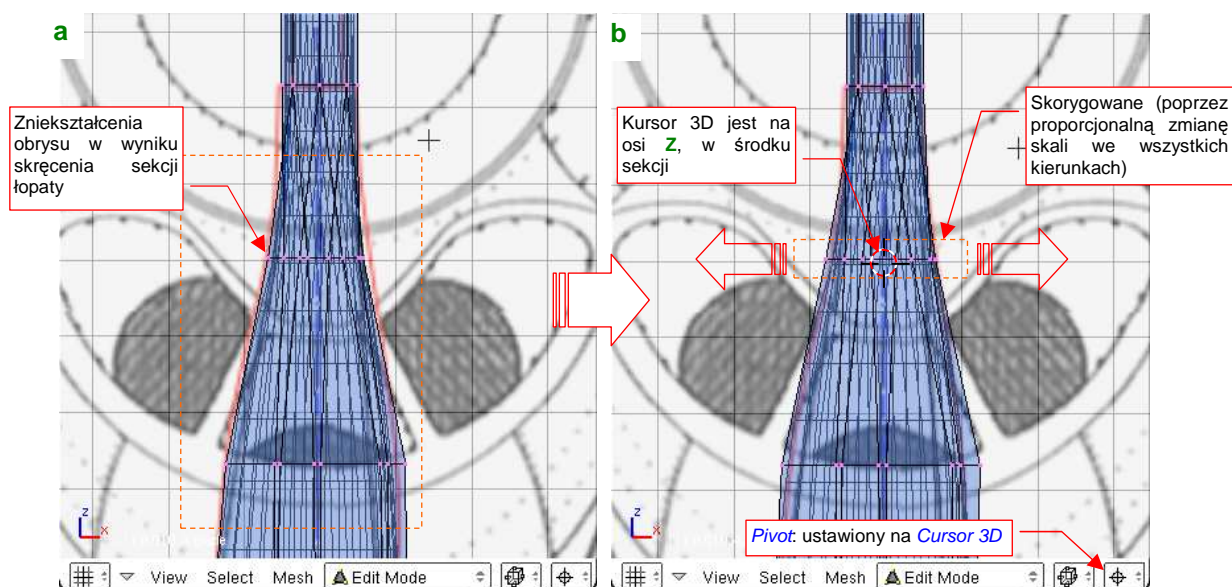 a
Zniekształcenia
obrysu w wyniku
skręcenia sekcji
łopaty
z
x
View Select Mesh Edit Mode
b
Kursor 3D jest na
osi Z, w środku
sekcji
Skorygowane (poprzez
proporcjonalną zmianę
skali we wszystkich
kierunkach)
Pivot: ustawiony na Cursor 3D
z
x
View Select Mesh Edit Mode